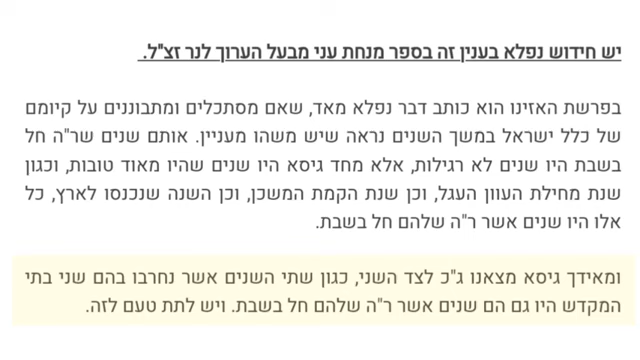 יש חידוש נפלא בענין זה בספר מנחת עני מבעל הערוך לנר זצ"ל.
בפרשת האזינו הוא כותב דבר נפלא מאד, שאם מסתכלים ומתבוננים על קיומם
של כלל ישראל במשך השנים נראה שיש משהו מעניין. אותם שנים שר"ה חל
בשבת היו שנים לא רגילות, אלא מחד גיסא היו שנים שהיו מאוד טובות, וכגון
שנת מחילת העוון העגל, וכן שנת הקמת המשכן, וכן השנה שנכנסו לארץ, כל
אלו היו שנים אשר ר"ה שלהם חל בשבת.
ומאידך גיסא מצאנו ג"כ לצד השני, כגון שתי השנים אשר נחרבו בהם שני בתי
המקדש היו גם הם שנים אשר ר"ה שלהם חל בשבת. ויש לתת טעם לזה.